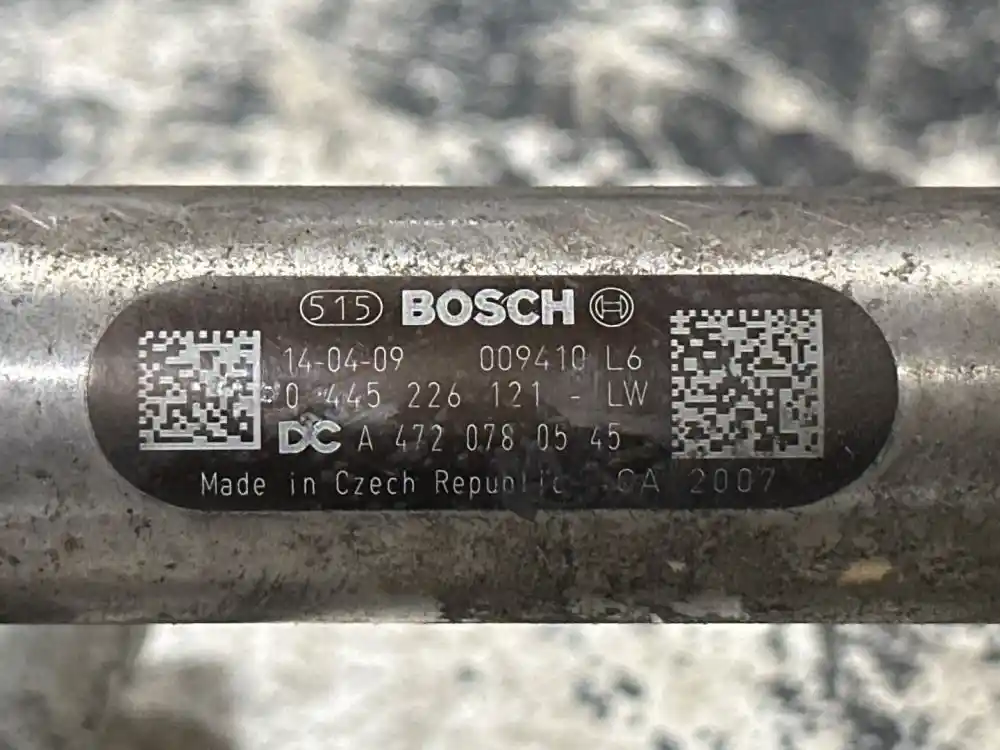 515 BOSCH
14-04-09 009410 L6
0 445 226 121 - LW
DC A 472 078 05 45
Made in Czech Republic CA 2007